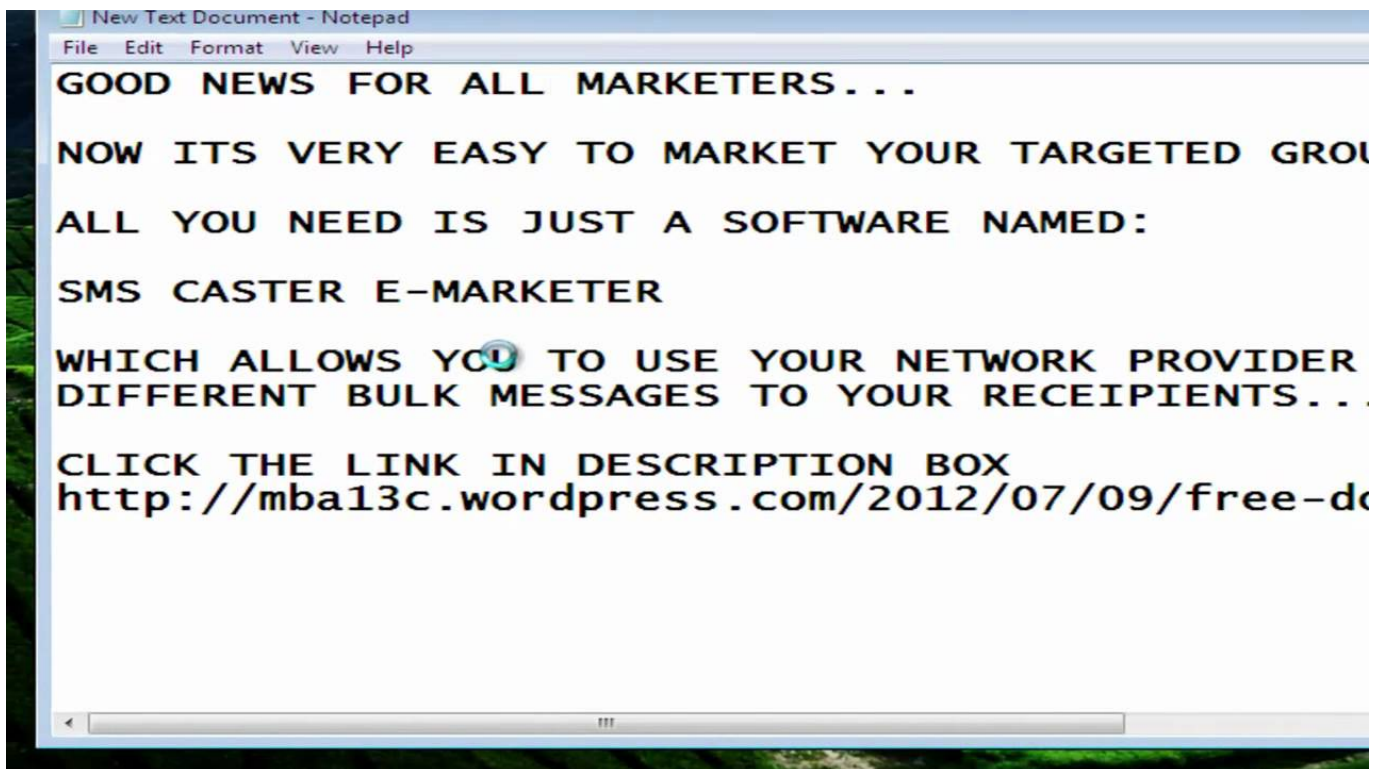 New Text Document - Notepad
File Edit Format View Help
GOOD NEWS FOR ALL MARKETERS...
NOW ITS VERY EASY TO MARKET YOUR TARGETED
ALL YOU NEED IS JUST A SOFTWARE NAMED:
SMS CASTER E-MARKETER
WHICH ALLOWS YOU TO USE YOUR NETWORK PROVIDER
DIFFERENT BULK MESSAGES TO YOUR RECEIPIENTS...
CLICK THE LINK IN DESCRIPTION BOX
http://mba13c.wordpress.com/2012/07/09/free-do